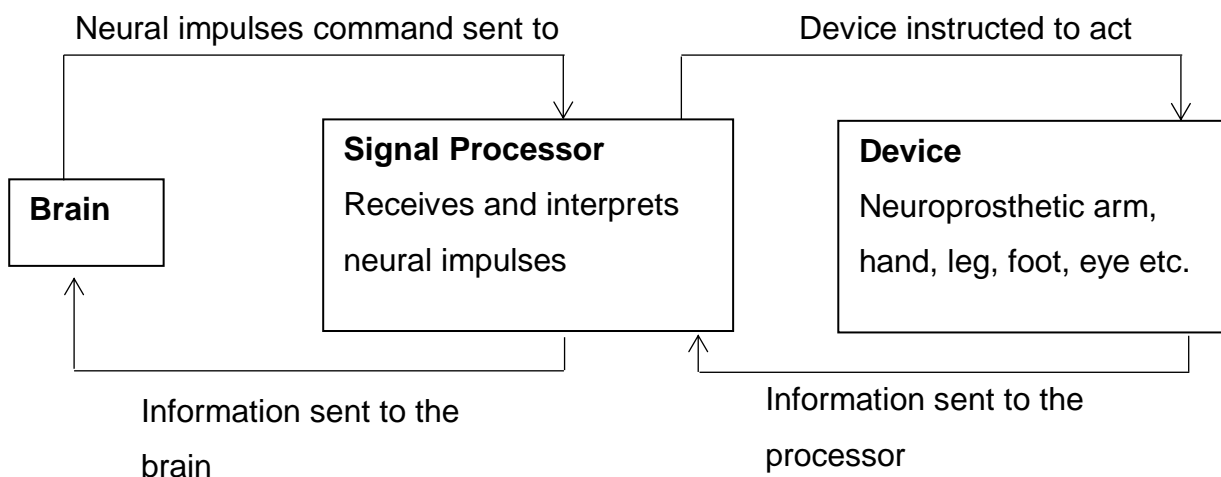 Neural impulses command sent to
Device instructed to act
Brain
Signal Processor
Receives and interprets
neural impulses
Device
Neuroprosthetic arm,
hand, leg, foot, eye etc.
Information sent to the
brain
Information sent to the
processor